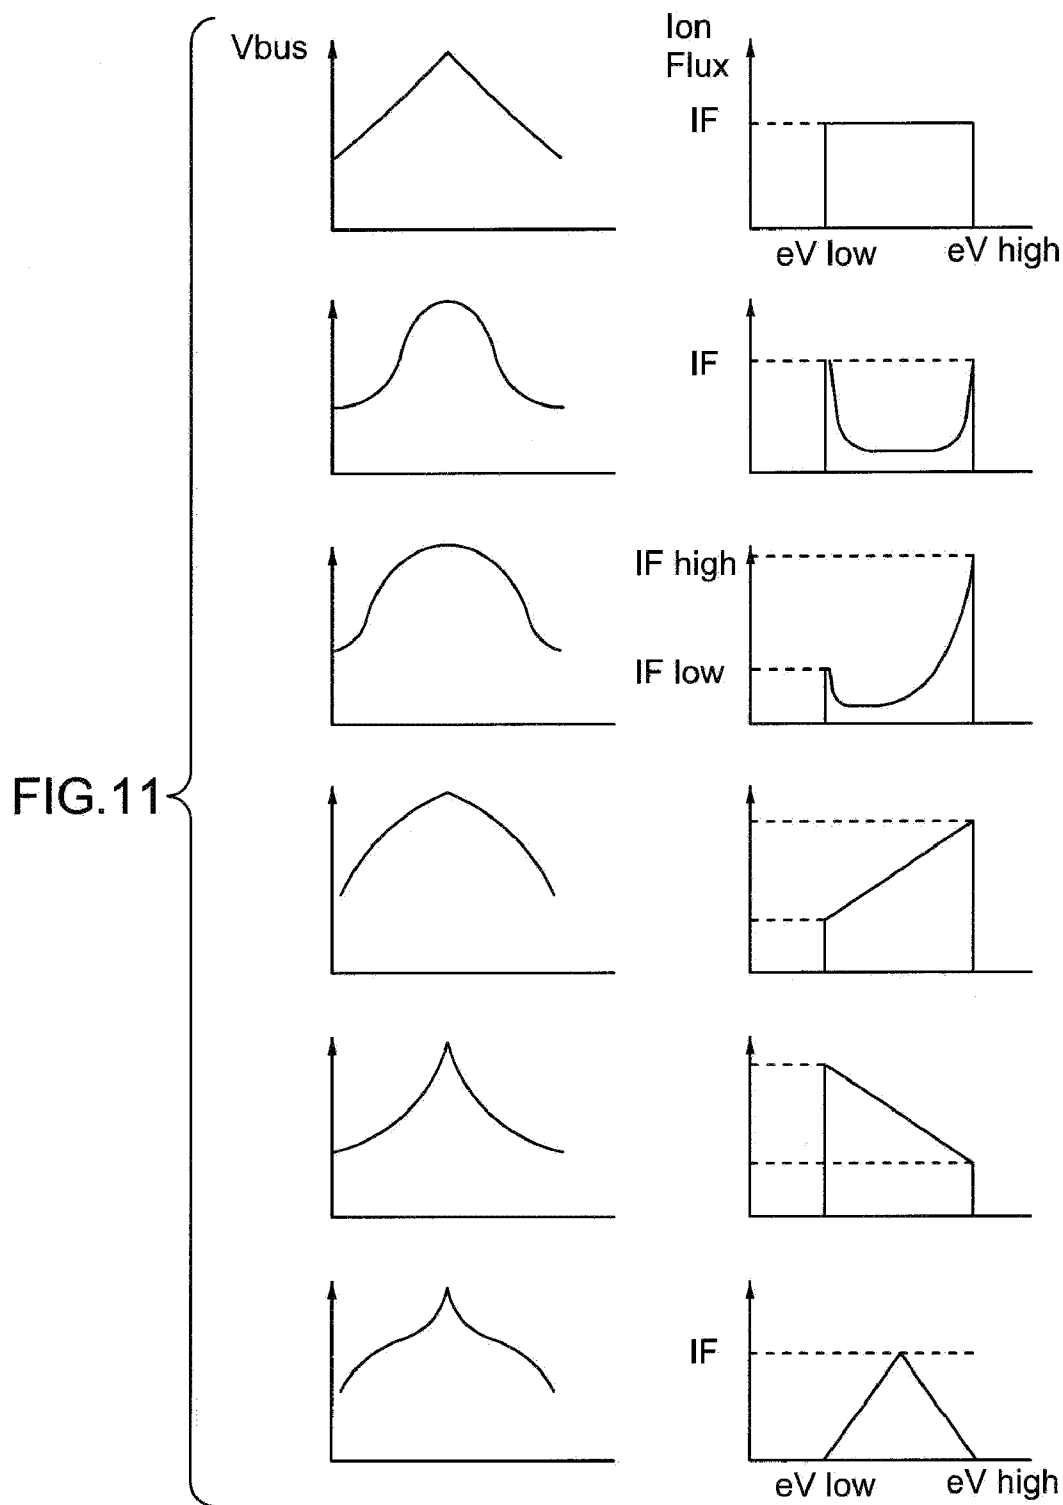 Vbus
Ion
Flux
IF
eV low
eV high
IF
IF high
IF low
FIG.11
IF
eV low
eV high